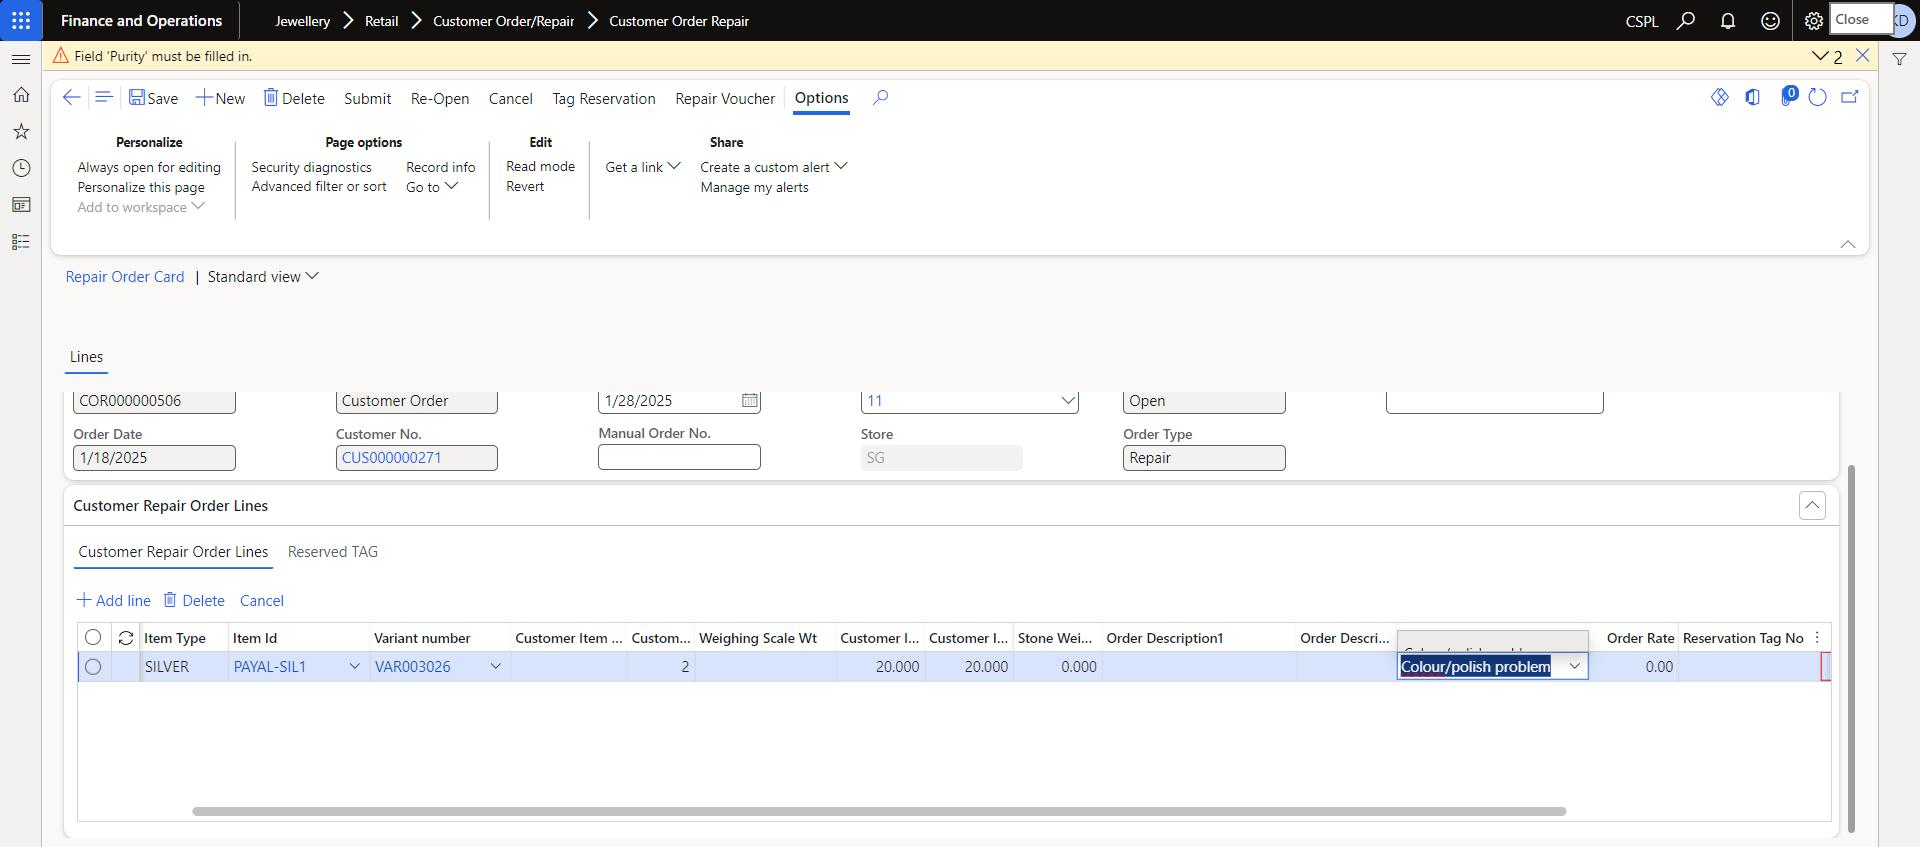 Finance and Operations
Jewellery
Retail
Customer Order/Repair
Customer Order Repair
CSPL
Close
Field 'Purity' must be filled in.
2
Save
New
Delete
Submit
Re-Open
Cancel
Tag Reservation
Repair Voucher
Options
0
Personalize
Page options
Edit
Share
Always open for editing
Security diagnostics
Record info
Read mode
Get a link
Create a custom alert
Personalize this page
Advanced filter or sort
Go to
Revert
Manage my alerts
Add to workspace
Repair Order Card | Standard view
Lines
COR000000506
Customer Order
1/28/2025
11
Open
Order Date
Customer No.
Manual Order No.
Store
Order Type
1/18/2025
CUS000000271
SG
Repair
Customer Repair Order Lines
Customer Repair Order Lines
Reserved TAG
Add line
Delete
Cancel
Item Type
Item Id
Variant number
Customer Item ...
Custom...
Weighing Scale Wt
Customer I...
Customer I...
Stone Wei...
Order Description1
Order Descri...
Order Rate
Reservation Tag No
SILVER
PAYAL-SIL1
VAR003026
2
20.000
20.000
0.000
Colour/polish problem
0.00